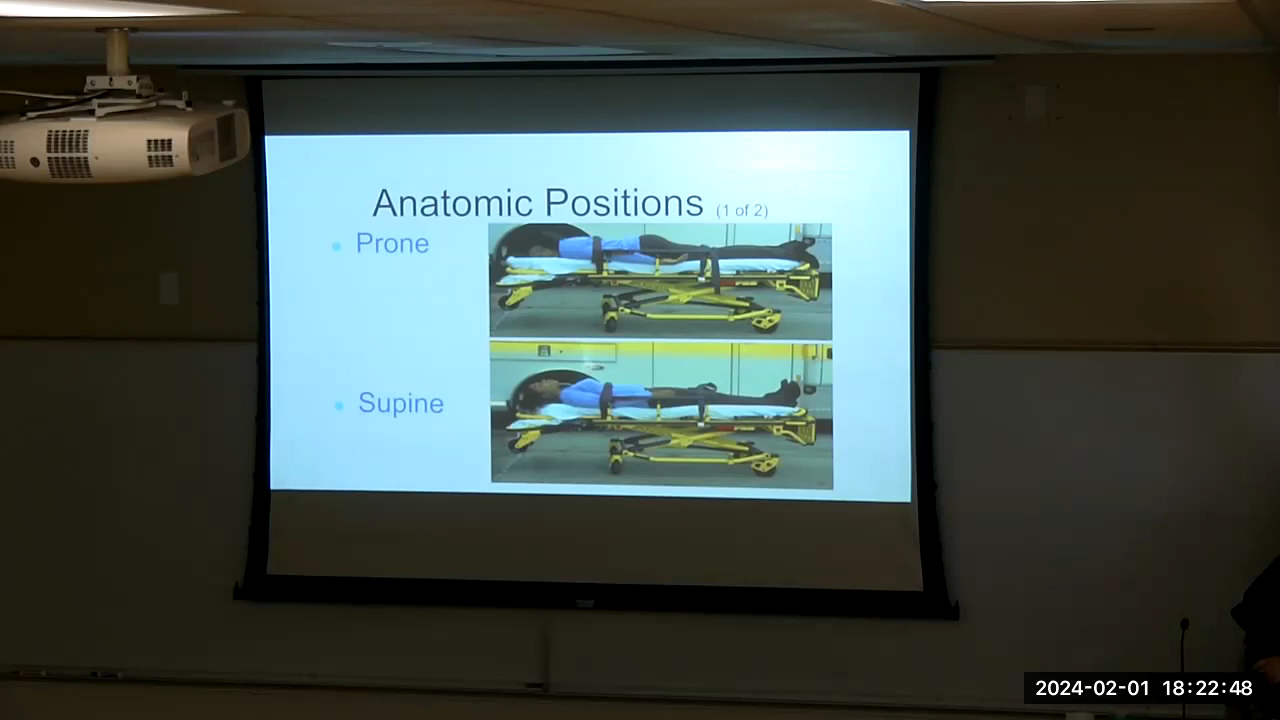 Anatomic Positions (1 of 2)
• Prone
• Supine
2024-02-01 18:22:48